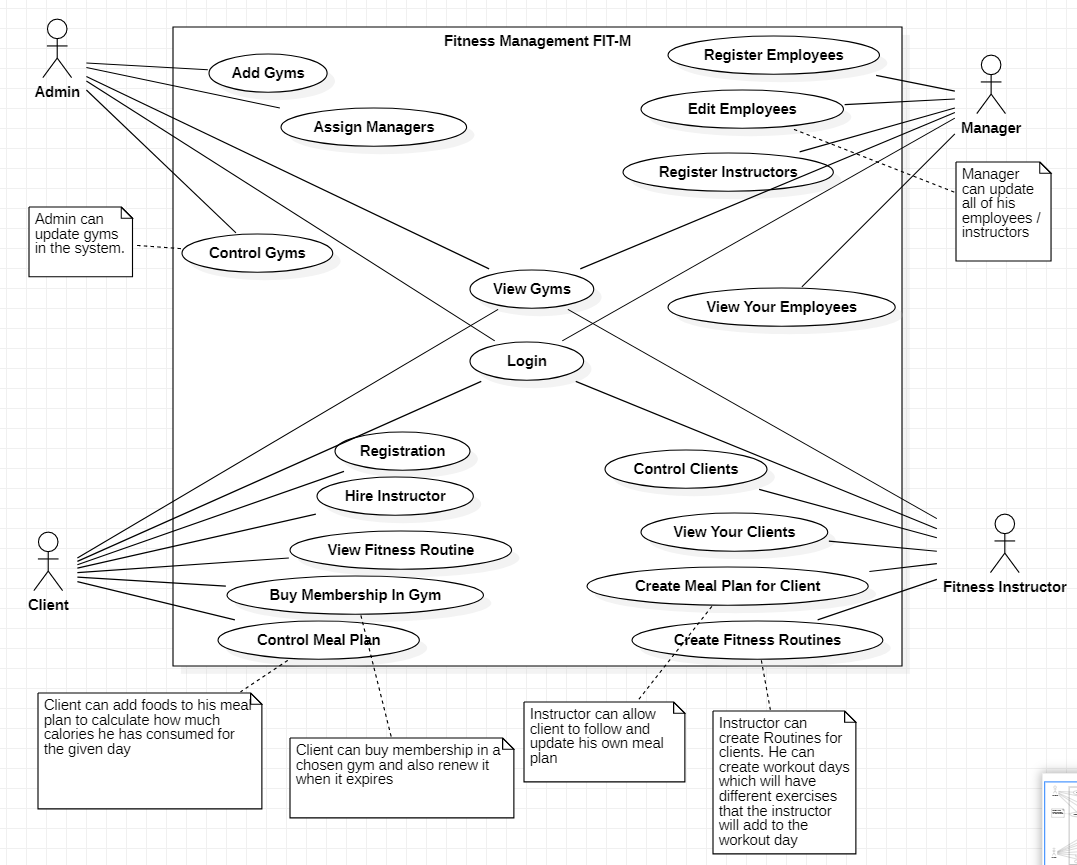 Fitness Management FIT-M
Admin
Add Gyms
Assign Managers
Register Employees
Edit Employees
Register Instructors
Manager
Manager
can update
all of his
employees /
instructors
Admin can
update gyms
in the system.
Control Gyms
View Gyms
View Your Employees
Login
Registration
Hire Instructor
View Fitness Routine
Buy Membership In Gym
Control Meal Plan
Client
Control Clients
View Your Clients
Create Meal Plan for Client
Create Fitness Routines
Fitness Instructor
Client can add foods to his meal
plan to calculate how much
calories he has consumed for
the given day
Client can buy membership in a
chosen gym and also renew it
when it expires
Instructor can allow
client to follow and
update his own meal
plan
Instructor can
create Routines for
clients. He can
create workout days
which will have
different exercises
that the instructor
will add to the
workout day